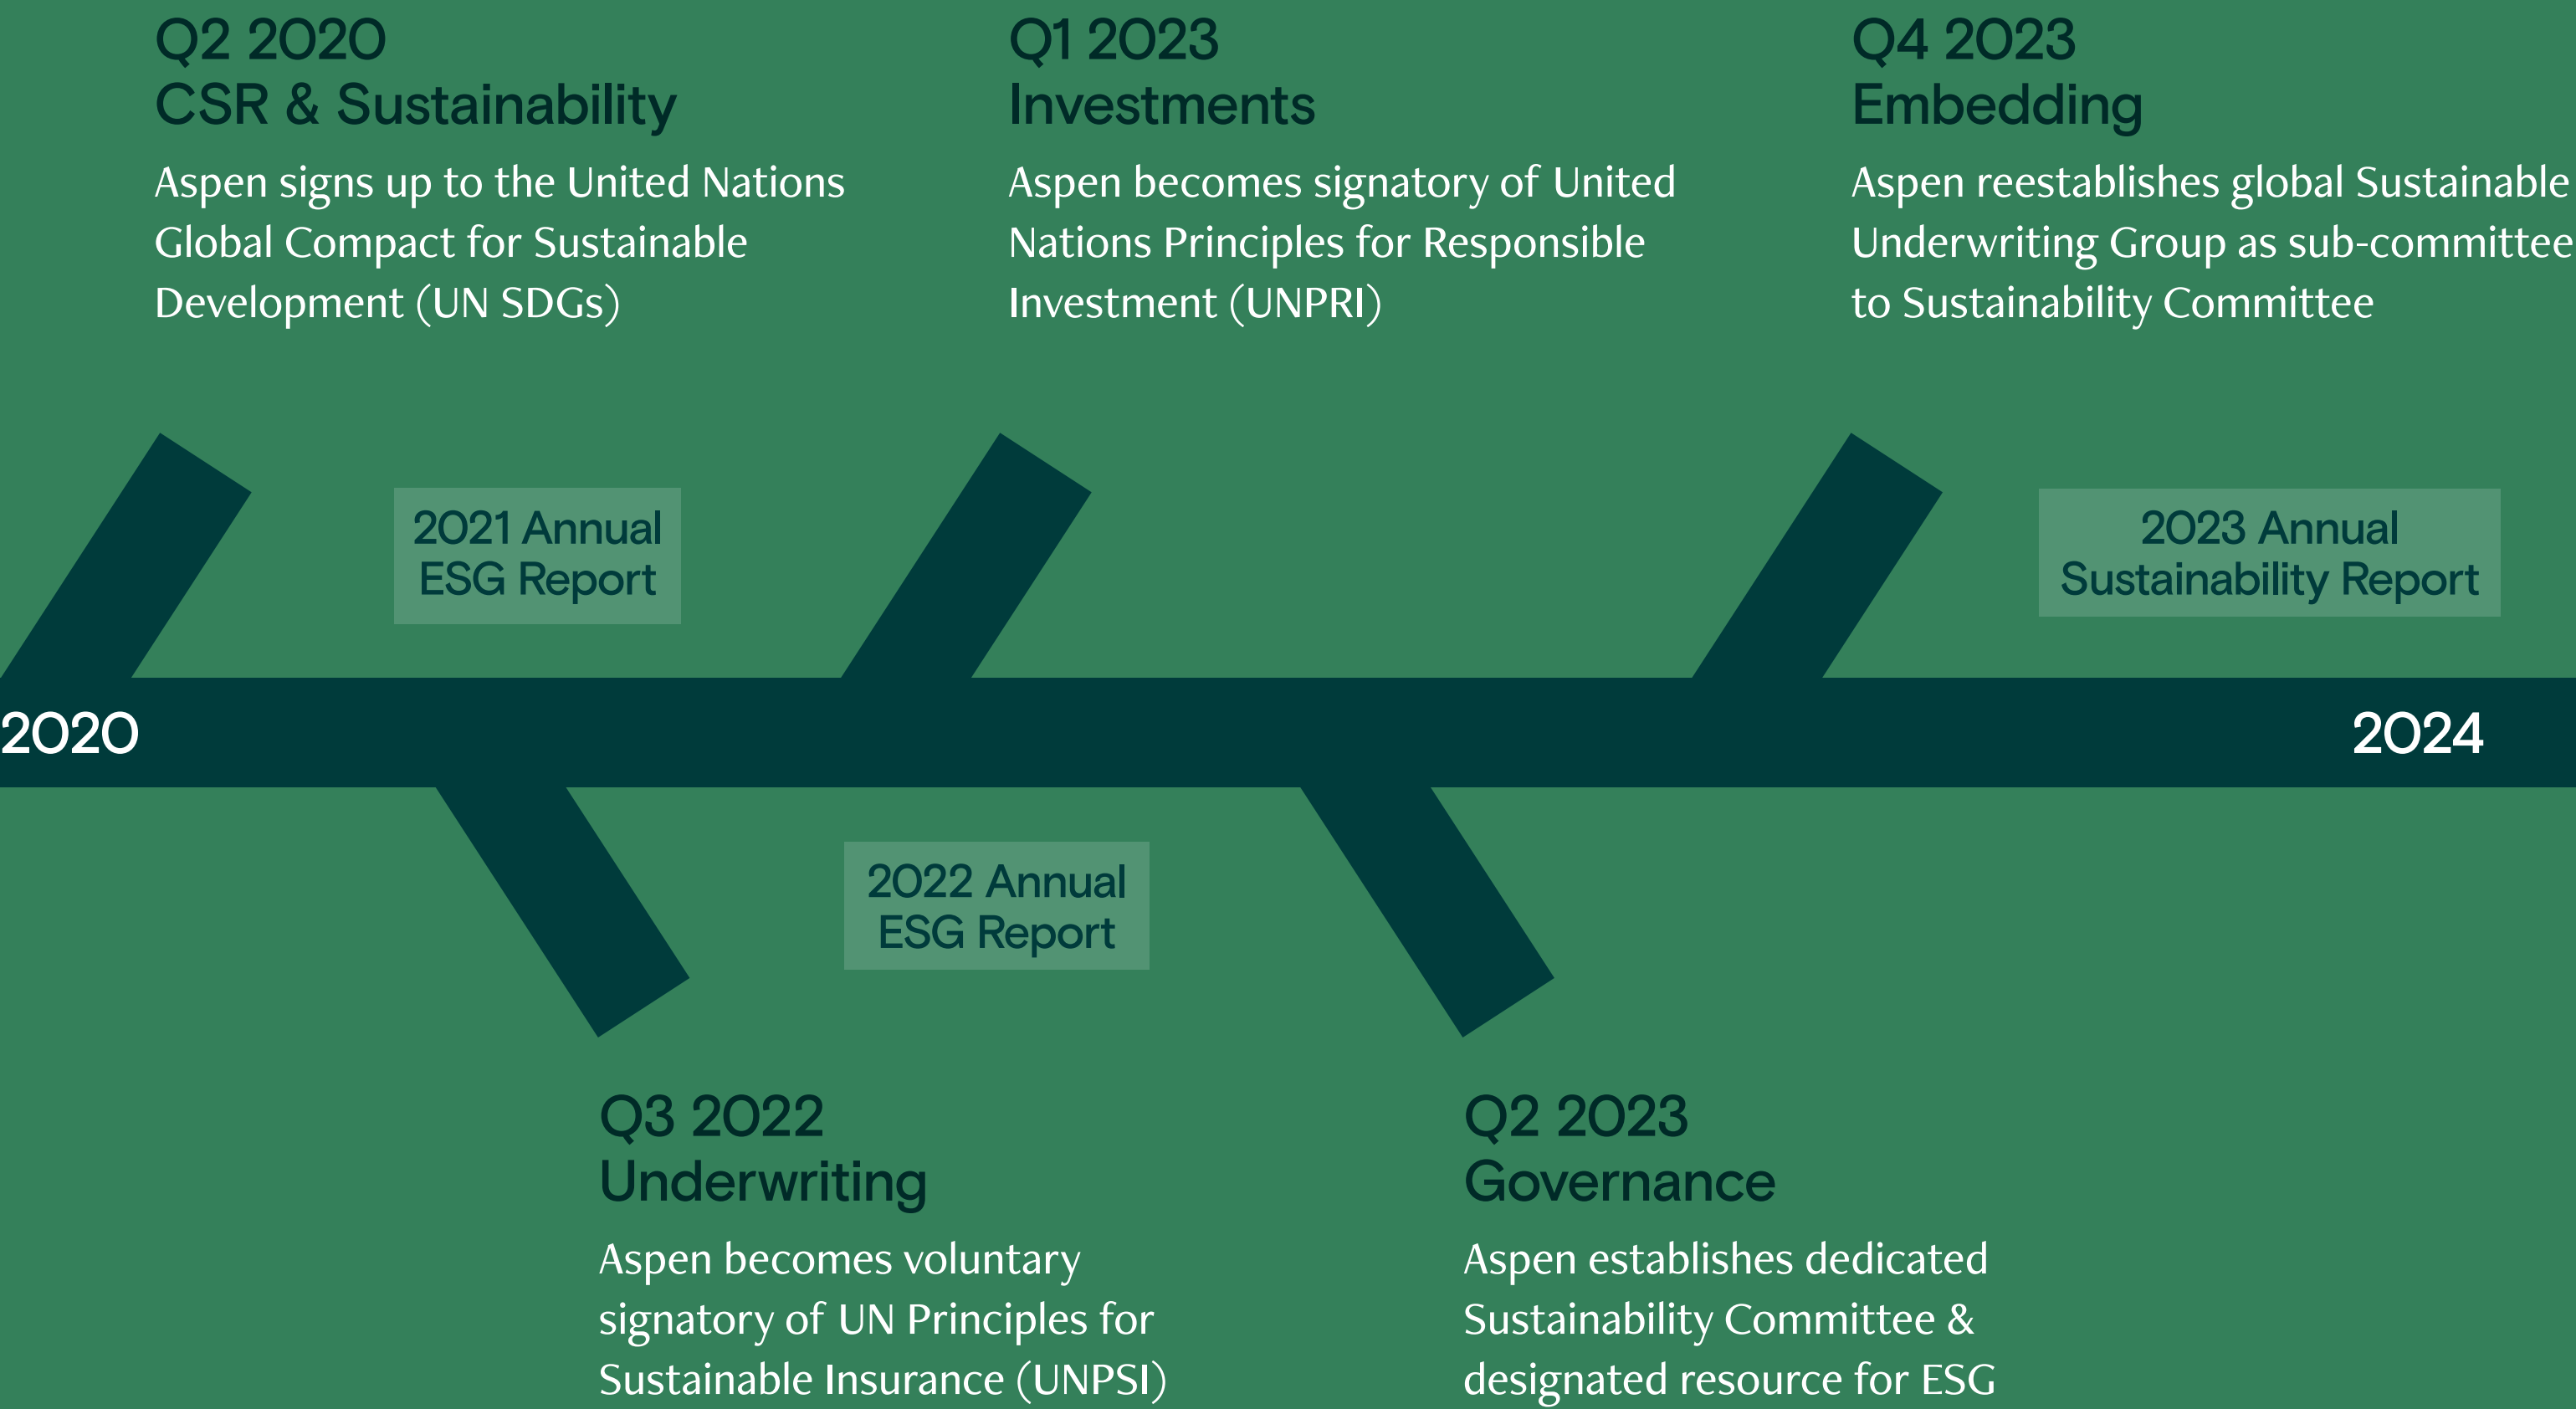 Q2 2020
CSR & Sustainability
Aspen signs up to the United Nations
Global Compact for Sustainable
Development (UN SDGs)
Q1 2023
Investments
Aspen becomes signatory of United
Nations Principles for Responsible
Investment (UNPRI)
Q4 2023
Embedding
Aspen reestablishes global Sustainable
Underwriting Group as sub-committee
to Sustainability Committee
2021 Annual
ESG Report
2023 Annual
Sustainability Report
2020
2024
2022 Annual
ESG Report
Q3 2022
Underwriting
Aspen becomes voluntary
signatory of UN Principles for
Sustainable Insurance (UNPSI)
Q2 2023
Governance
Aspen establishes dedicated
Sustainability Committee &
designated resource for ESG